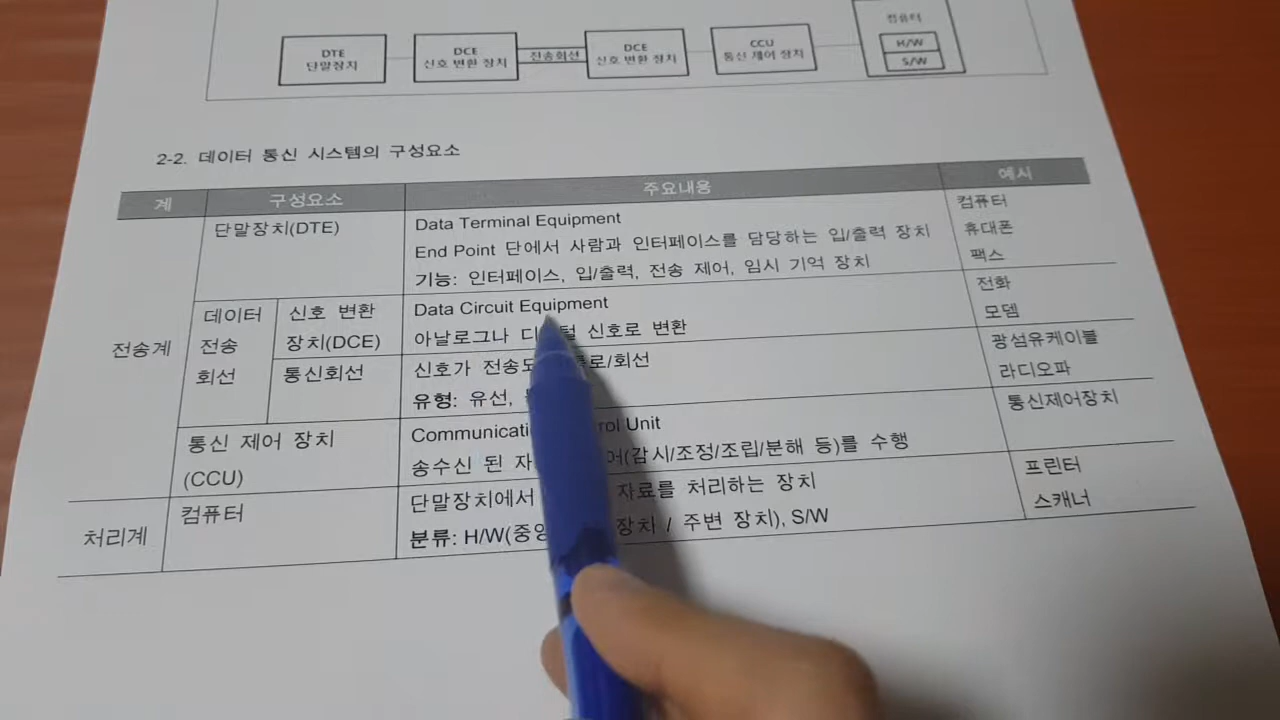 컴퓨터
DTE
단말장치
DCE
신호 변환 장치
전송회선
DCE
신호 변환 장치
CCU
통신 제어 장치
H/W
S/W
2-2. 데이터 통신 시스템의 구성요소
계 구성요소 주요내용 예시
전송계
단말장치(DTE)
Data Terminal Equipment
End Point 단에서 사람과 인터페이스를 담당하는 입/출력 장치
기능: 인터페이스, 입/출력, 전송 제어, 임시 기억 장치
컴퓨터
휴대폰
팩스
데이터
전송
회선
신호 변환
장치(DCE)
Data Circuit Equipment
아날로그나 신호로 변환
전화
모뎀
통신회선
신호가 /회선
유형: 유선,
광섬유케이블
라디오파
통신 제어 장치
(CCU)
Unit
송수신 된 (감시/조정/조립/분해 등)를 수행
통신제어장치
처리계
컴퓨터
단말장치에서 자료를 처리하는 장치
분류: / 주변 장치), S/W
프린터
스캐너